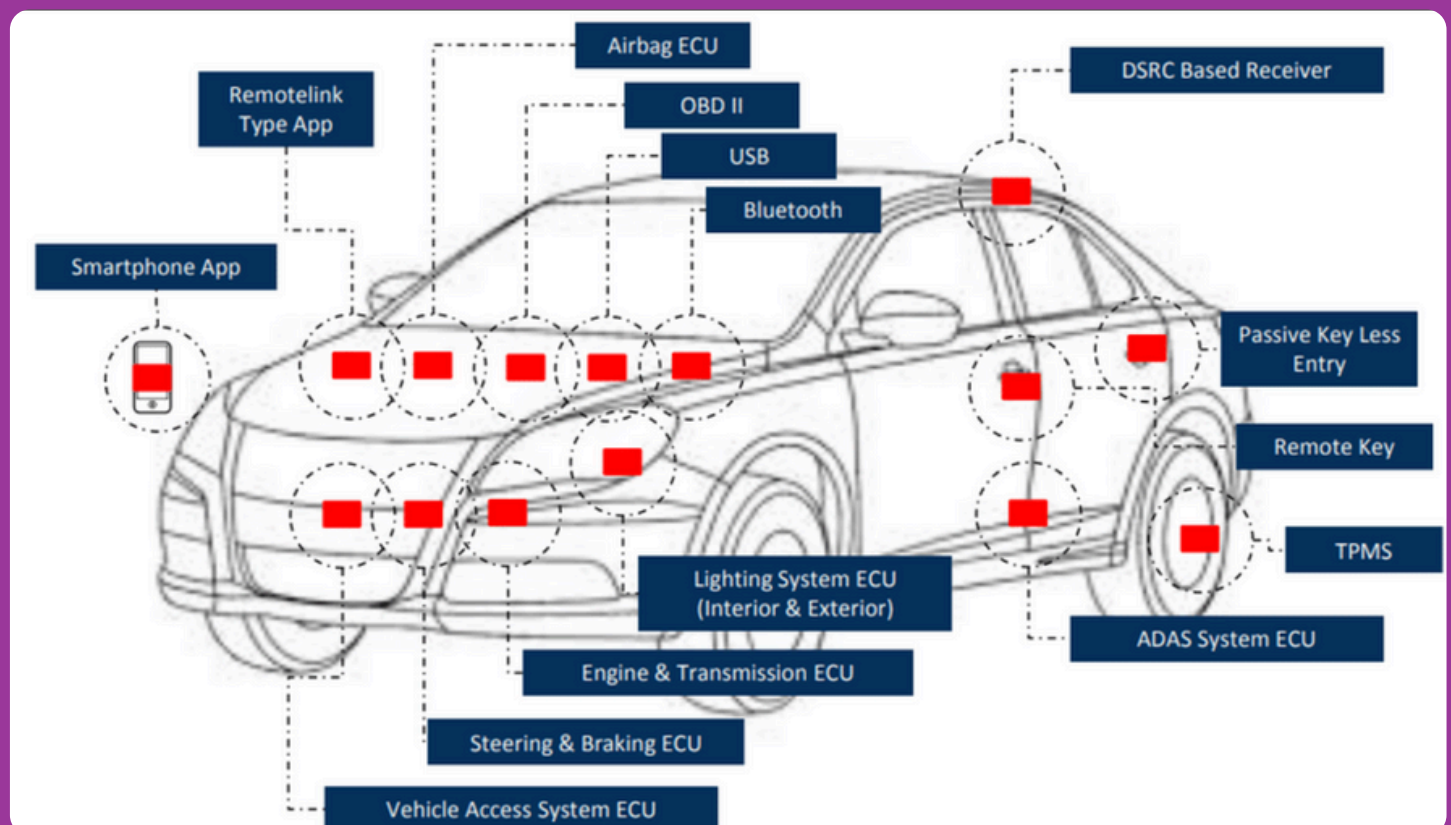 Airbag ECU
DSRC Based Receiver
Remotelink
Type App
OBD II
USB
Bluetooth
Smartphone App
Passive Key Less
Entry
Remote Key
TPMS
Lighting System ECU
(Interior & Exterior)
ADAS System ECU
Engine & Transmission ECU
Steering & Braking ECU
Vehicle Access System ECU